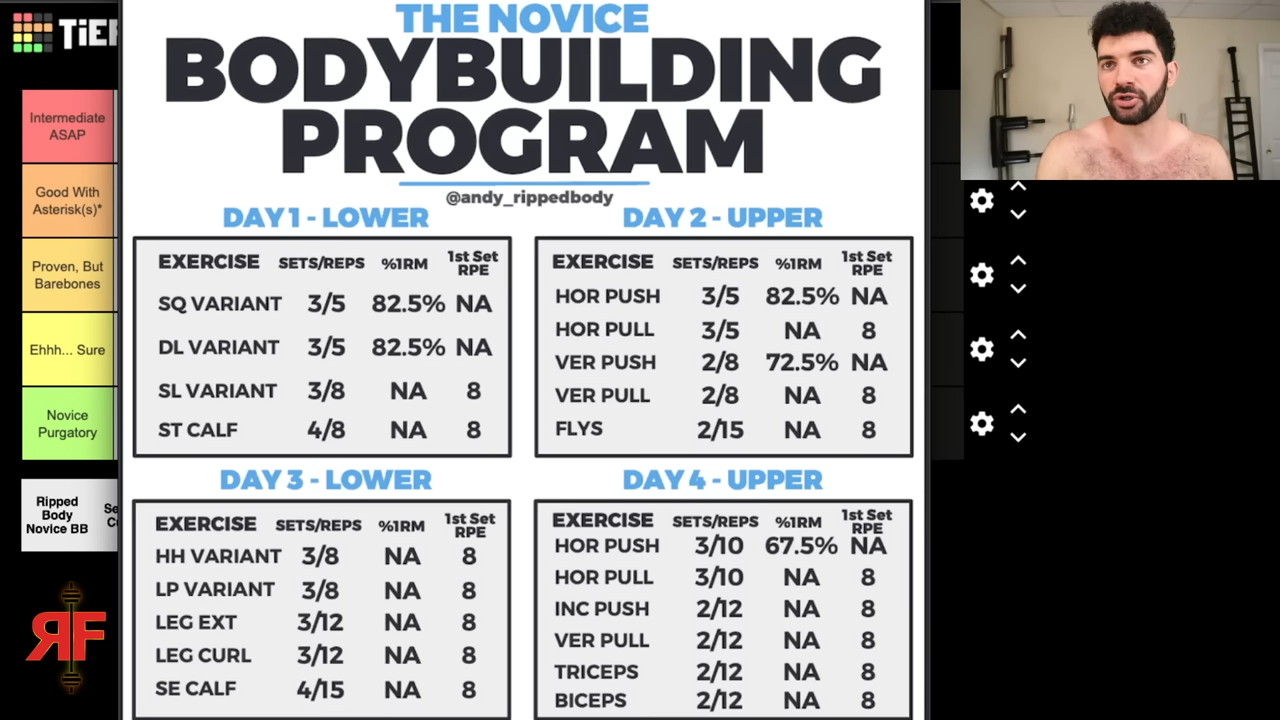 TiEF
THE NOVICE
BODYBUILDING
PROGRAM
@andy_rippedbody
Intermediate
ASAP
Good With
Asterisk(s)*
Proven, But
Barebones
Ehhh... Sure
Novice
Purgatory
Ripped
Body
Novice BB
Se
C
ЯF
DAY 1 - LOWER
EXERCISE SETS/REPS %1RM 1st Set RPE
SQ VARIANT 3/5 82.5% NA
DL VARIANT 3/5 82.5% NA
SL VARIANT 3/8 NA 8
ST CALF 4/8 NA 8
DAY 2 - UPPER
EXERCISE SETS/REPS %1RM 1st Set RPE
HOR PUSH 3/5 82.5% NA
HOR PULL 3/5 NA 8
VER PUSH 2/8 72.5% NA
VER PULL 2/8 NA 8
FLYS 2/15 NA 8
DAY 3 - LOWER
EXERCISE SETS/REPS %1RM 1st Set RPE
HH VARIANT 3/8 NA 8
LP VARIANT 3/8 NA 8
LEG EXT 3/12 NA 8
LEG CURL 3/12 NA 8
SE CALF 4/15 NA 8
DAY 4 - UPPER
EXERCISE SETS/REPS %1RM 1st Set RPE
HOR PUSH 3/10 67.5% NA
HOR PULL 3/10 NA 8
INC PUSH 2/12 NA 8
VER PULL 2/12 NA 8
TRICEPS 2/12 NA 8
BICEPS 2/12 NA 8